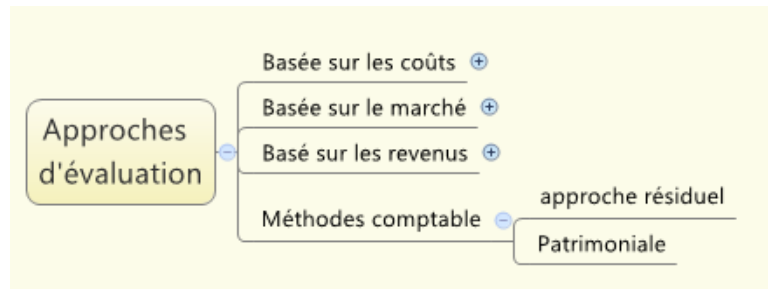 Approches
d'évaluation
Basée sur les coûts
Basée sur le marché
Basé sur les revenus
Méthodes comptable
approche résiduel
Patrimoniale